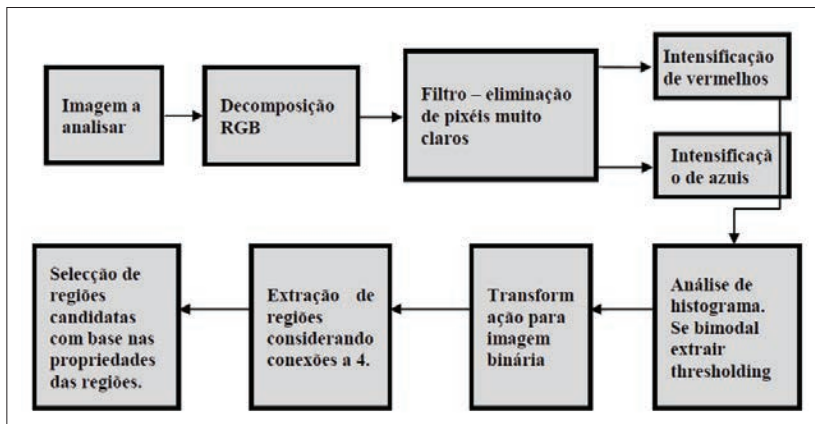 Imagem a
analisar
Decomposição
RGB
Filtro – eliminação
de pixéis muito
claros
Intensificação
de vermelhos
Intensificaçã
o de azuis
Análise de
histograma.
Se bimodal
extrair
thresholding
Transform
ação para
imagem
binária
Extração de
regiões
considerando
conexões a 4.
Selecção de
regiões
candidatas
com base nas
propriedades
das regiões.